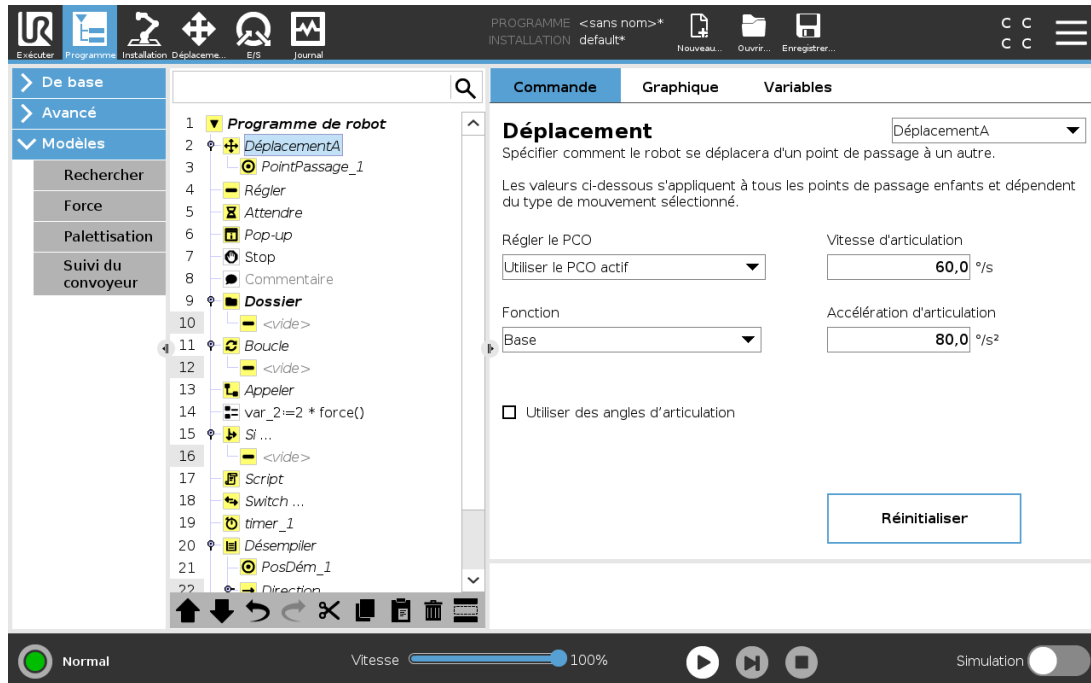 UR
PROGRAMME <sans nom>*
INSTALLATION default*
C C
C C
Exécuter Programme Installation Déplaceme... E/S Journal Nouveau... Ouvrir... Enregistrer...
De base
Avancé
Modèles
Rechercher
Force
Palettisation
Suivi du
convoyeur
1 Programme de robot
2 DéplacementA
3 PointPassage_1
4 Régler
5 Attendre
6 Pop-up
7 Stop
8 Commentaire
9 Dossier
10 <vide>
11 Boucle
12 <vide>
13 Appeler
14 var_2:=2 * force()
15 Si ...
16 <vide>
17 Script
18 Switch ...
19 timer_1
20 Désempiler
21 PosDém_1
22 Direction
Commande Graphique Variables
Déplacement
DéplacementA
Spécifier comment le robot se déplacera d'un point de passage à un autre.
Les valeurs ci-dessous s'appliquent à tous les points de passage enfants et dépendent
du type de mouvement sélectionné.
Régler le PCO Vitesse d'articulation
Utiliser le PCO actif 60,0 °/s
Fonction Accélération d'articulation
Base 80,0 °/s²
Utiliser des angles d'articulation
Réinitialiser
Normal Vitesse 100% Simulation